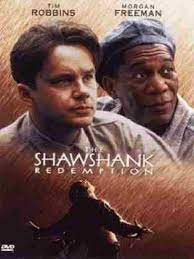 TIM ROBBINS
MORGAN FREEMAN
THE
SHAWSHANK
REDEMPTION
DVD